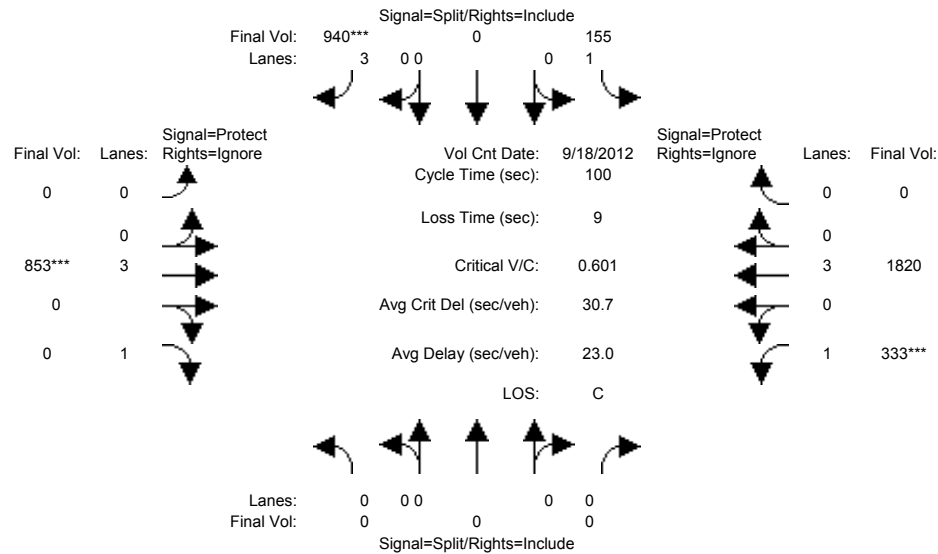 Signal=Split/Rights=Include
Final Vol: 940*** 0 155
Lanes: 3 0 0 0 1
Signal=Protect Signal=Protect
Final Vol: Lanes: Rights=Ignore Vol Cnt Date: 9/18/2012 Rights=Ignore Lanes: Final Vol:
Cycle Time (sec): 100
0 0 0 0
Loss Time (sec): 9
0 0
853*** 3 Critical V/C: 0.601 3 1820
0 Avg Crit Del (sec/veh): 30.7 0
0 1 Avg Delay (sec/veh): 23.0 1 333***
LOS: C
Lanes: 0 0 0 0 0
Final Vol: 0 0 0
Signal=Split/Rights=Include